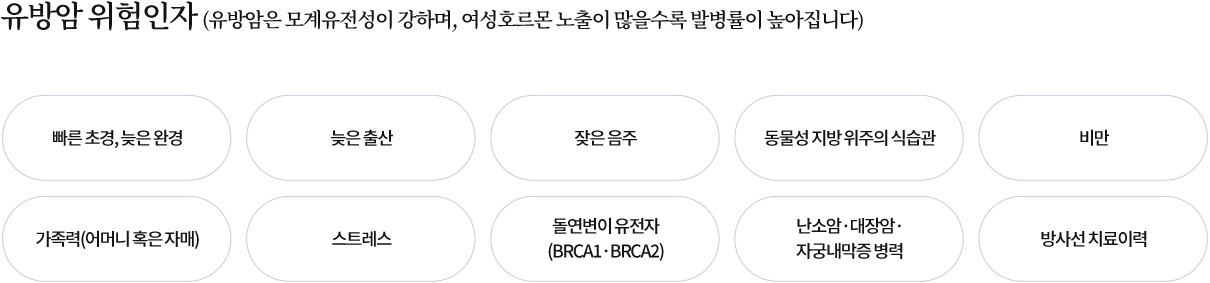 유방암 위험인자 (유방암은 모계유전성이 강하며, 여성호르몬 노출이 많을수록 발병률이 높아집니다)
빠른 초경, 늦은 완경
늦은 출산
잦은 음주
동물성 지방 위주의 식습관
비만
가족력(어머니 혹은 자매)
스트레스
돌연변이 유전자
(BRCA1·BRCA2)
난소암·대장암·
자궁내막증 병력
방사선 치료이력